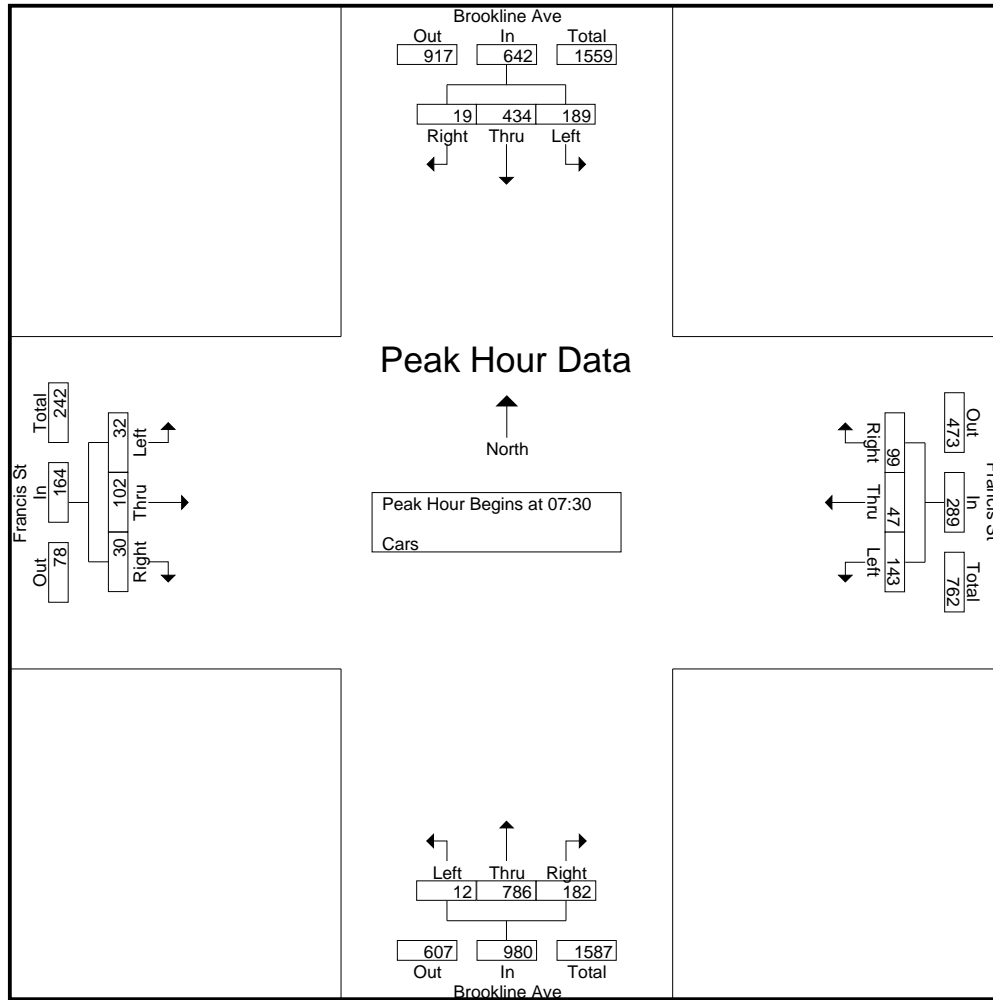 Brookline Ave
Out In Total
917 642 1559
19 434 189
Right Thru Left
Peak Hour Data
North
Peak Hour Begins at 07:30
Cars
Francis St
Total In Out
242 164 78
32 102 30
Left Thru Right
Right Thru Left
99 47 143
Out In Total
473 289 762
Francis St
Left Thru Right
12 786 182
607 980 1587
Out In Total
Brookline Ave